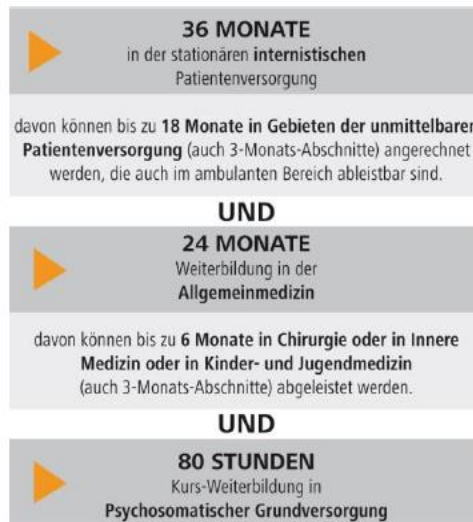 36 MONATE
in der stationären internistischen
Patientenversorgung
davon können bis zu 18 Monate in Gebieten der unmittelbaren
Patientenversorgung (auch 3-Monats-Abschnitte) angerechnet
werden, die auch im ambulanten Bereich ableistbar sind.
UND
24 MONATE
Weiterbildung in der
Allgemeinmedizin
davon können bis zu 6 Monate in Chirurgie oder in Innere
Medizin oder in Kinder- und Jugendmedizin
(auch 3-Monats-Abschnitte) abgeleistet werden.
UND
80 STUNDEN
Kurs-Weiterbildung in
Psychosomatischer Grundversorgung